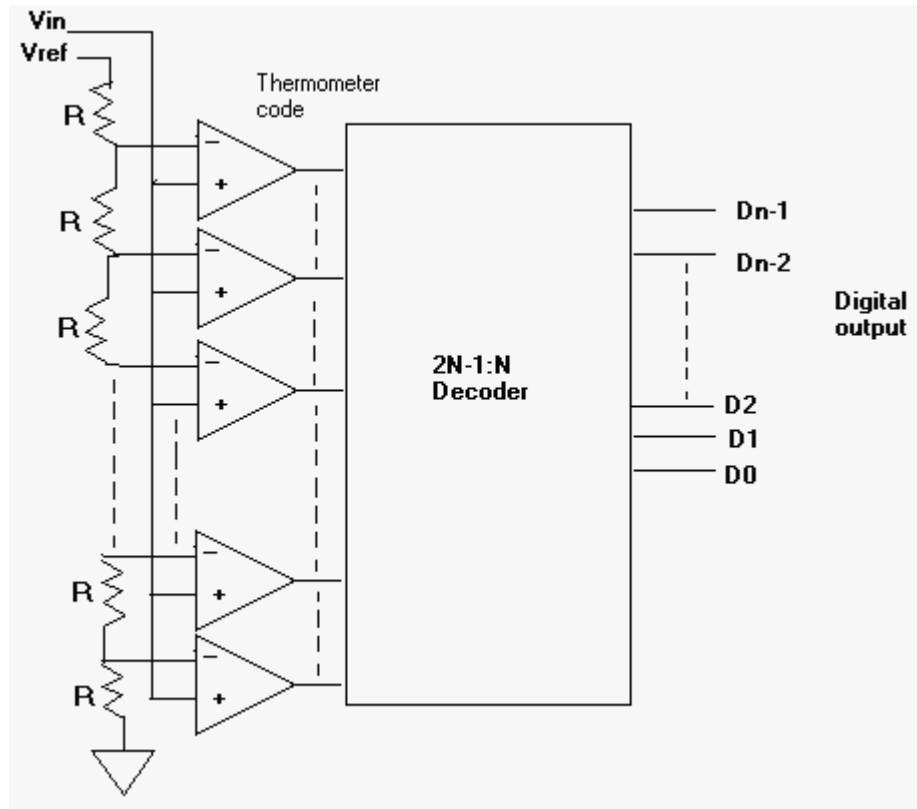 Vin
Vref
Thermometer
code
R
−
+
R
−
+
R
−
+
2N-1:N
Decoder
Dn-1
Dn-2
Digital
output
D2
D1
D0
R
−
+
R
−
+